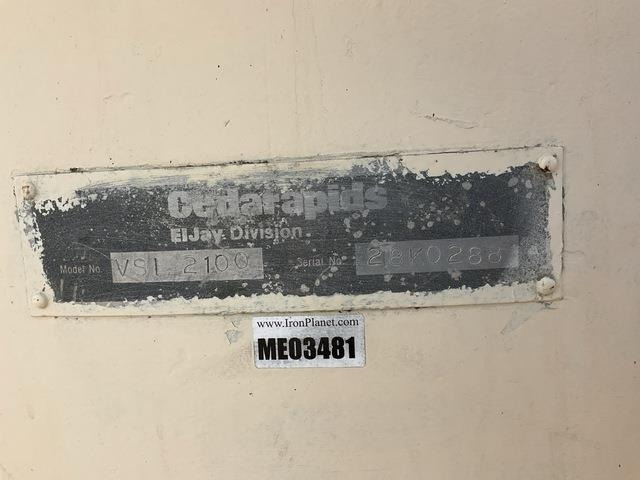 Cedarapids
ElJay Division
Model No. VSI 2100 Serial No. 28K0288
www.IronPlanet.com
ME03481